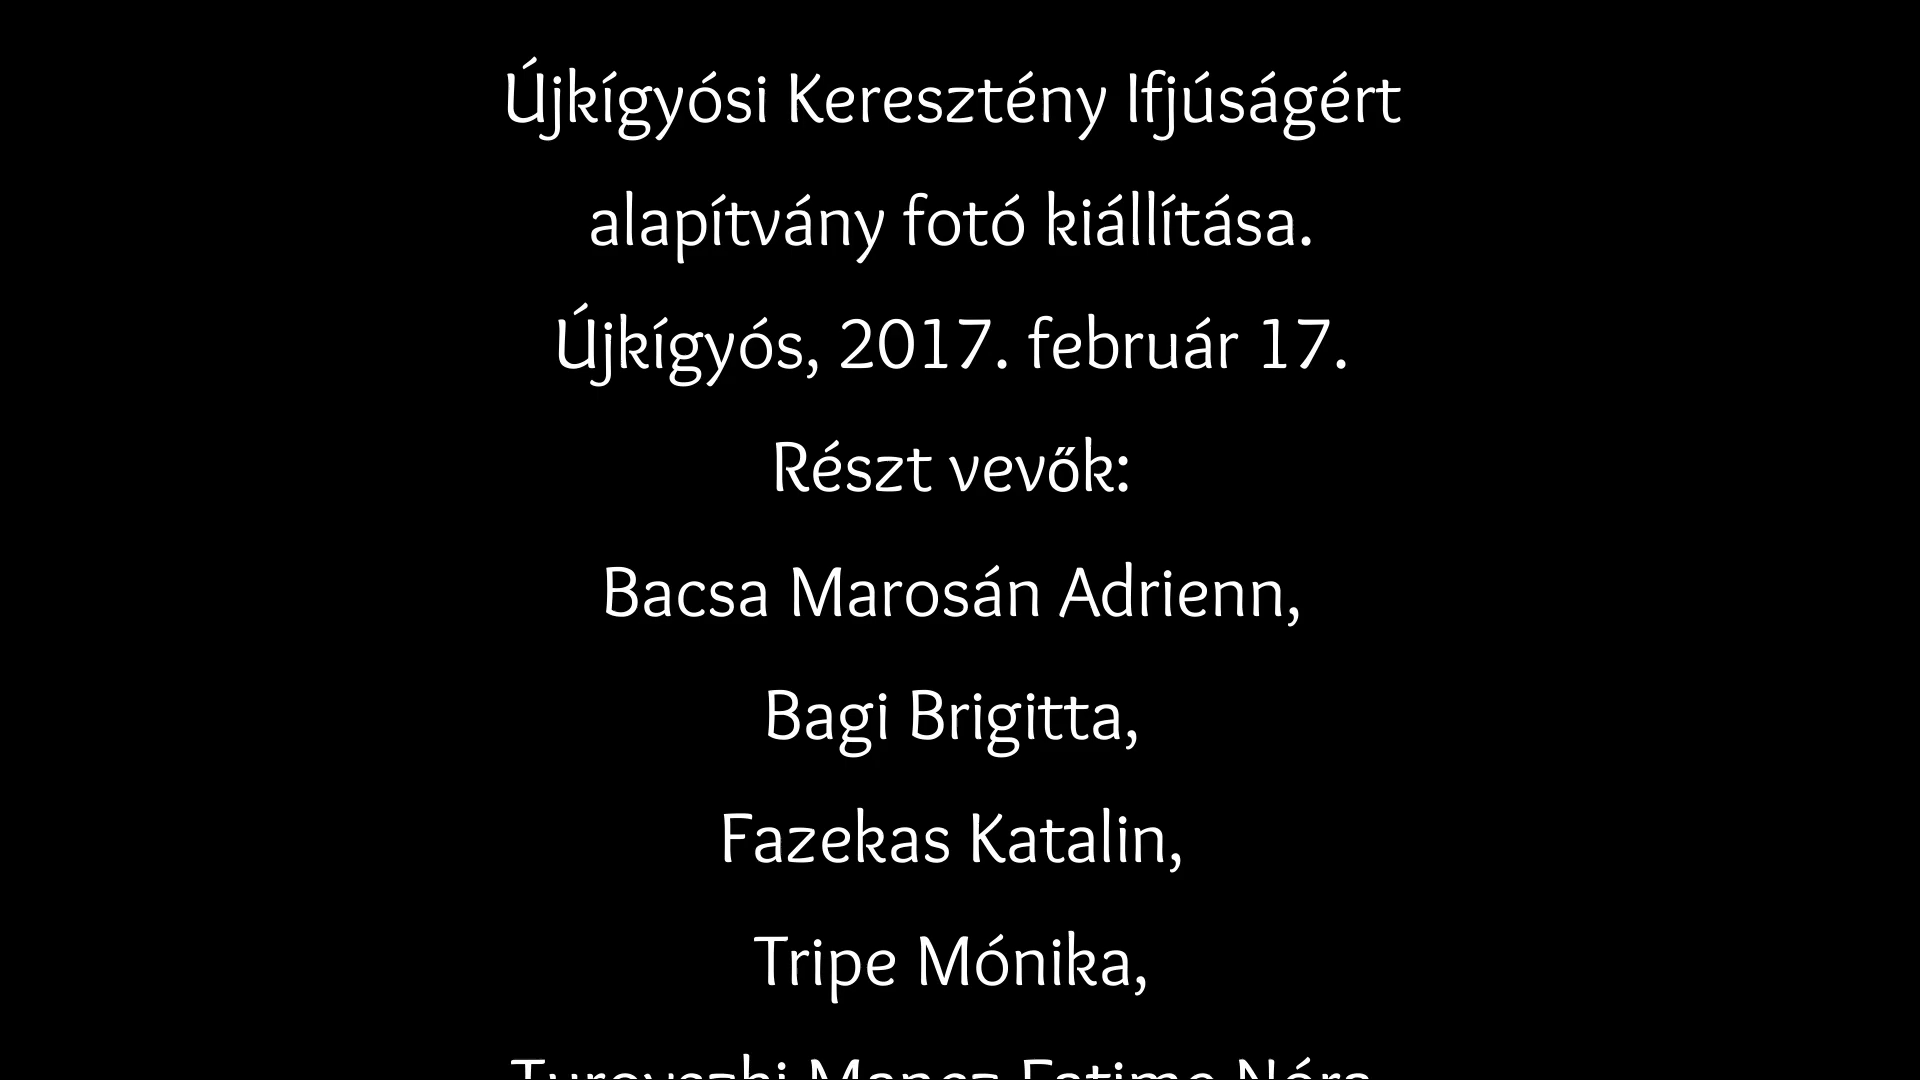 Újkígyósi Keresztény Ifjúságért
alapítvány fotó kiállítása.
Újkígyós, 2017. február 17.
Részt vevők:
Bacsa Marosán Adrienn,
Bagi Brigitta,
Fazekas Katalin,
Tripe Mónika,
Nóra